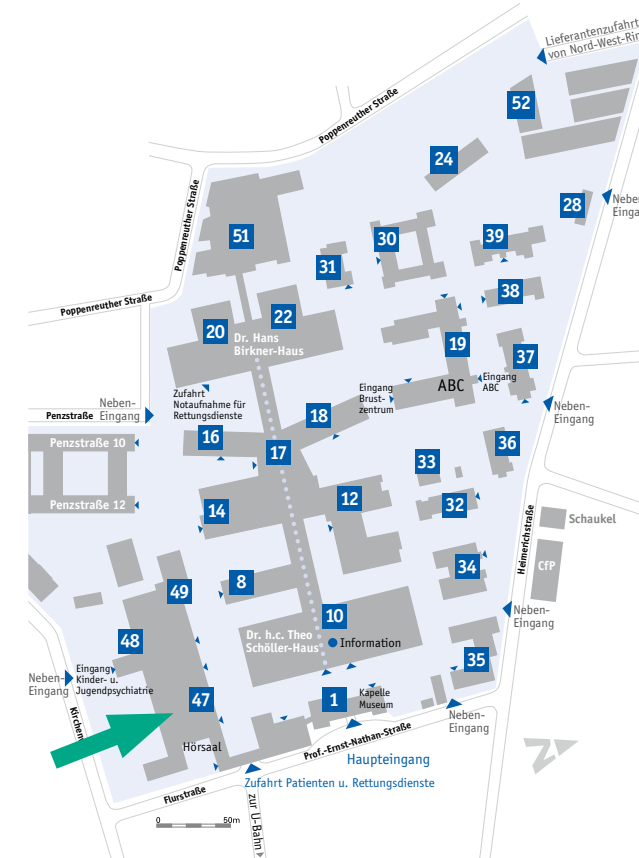 Lieferantenzufahrt
von Nord-West-Rin
52
Poppenreuther Straße
24
Neben-
Einga
28
Poppenreuther Straße
51
30
39
31
38
Poppenreuther Straße
20
22
Dr. Hans
Birkner-Haus
19
37
Zufahrt
Notaufnahme für
Rettungsdienste
Eingang
Brust-
zentrum
ABC
Eingang
ABC
Neben-
Eingang
Penzstraße
Neben-
Eingang
18
16
17
36
Penzstraße 10
33
Penzstraße 12
14
12
32
Heimerichstraße
Schaukel
CfP
34
8
49
10
Neben-
Eingang
Dr. h.c. Theo
Schöller-Haus
Information
48
35
Eingang
Kinder- u.
Jugendpsychiatrie
Neben-
Eingang
Kirchen
47
1
Kapelle
Museum
Neben-
Eingang
Hörsaal
Prof.-Ernst-Nathan-Straße
Haupteingang
Zufahrt Patienten u. Rettungsdienste
Flurstraße
zur U-Bahn
0
50m
N